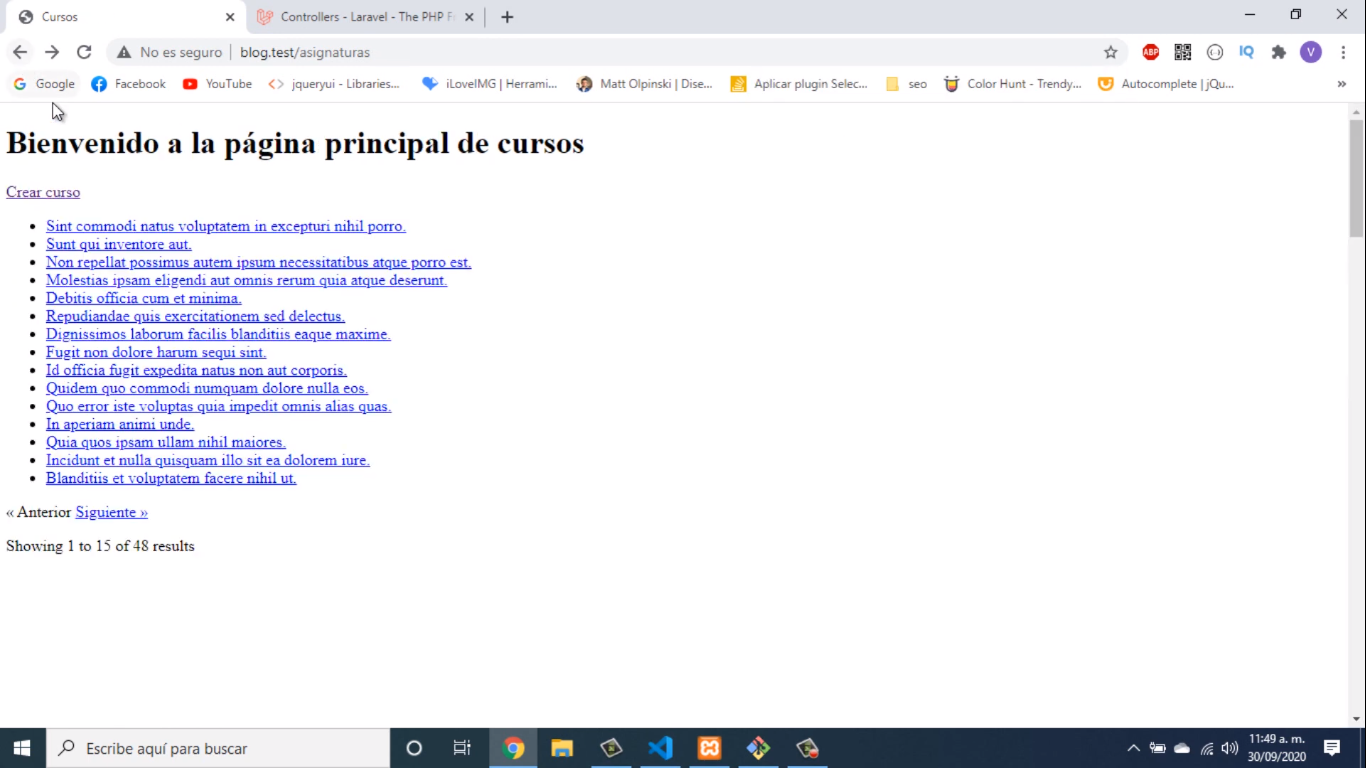 Cursos
Controllers - Laravel - The PHP F
No es seguro
blog.test/asignaturas
ABP
IQ
V
Google
Facebook
YouTube
jqueryui - Libraries...
iLoveIMG | Herrami...
Matt Olpinski | Dise...
Aplicar plugin Selec...
seo
Color Hunt - Trendy...
Autocomplete | jQu...
»
Bienvenido a la página principal de cursos
Crear curso
Sint commodi natus voluptatem in excepturi nihil porro.
Sunt qui inventore aut.
Non repellat possimus autem ipsum necessitatibus atque porro est.
Molestias ipsam eligendi aut omnis rerum quia atque deserunt.
Debitis officia cum et minima.
Repudiandae quis exercitationem sed delectus.
Dignissimos laborum facilis blanditiis eaque maxime.
Fugit non dolore harum sequi sint.
Id officia fugit expedita natus non aut corporis.
Quidem quo commodi numquam dolore nulla eos.
Quo error iste voluptas quia impedit omnis alias quas.
In aperiam animi unde.
Quia quos ipsam ullam nihil maiores.
Incidunt et nulla quisquam illo sit ea dolorem iure.
Blanditiis et voluptatem facere nihil ut.
« Anterior Siguiente »
Showing 1 to 15 of 48 results
Escribe aquí para buscar
11:49 a. m.
30/09/2020